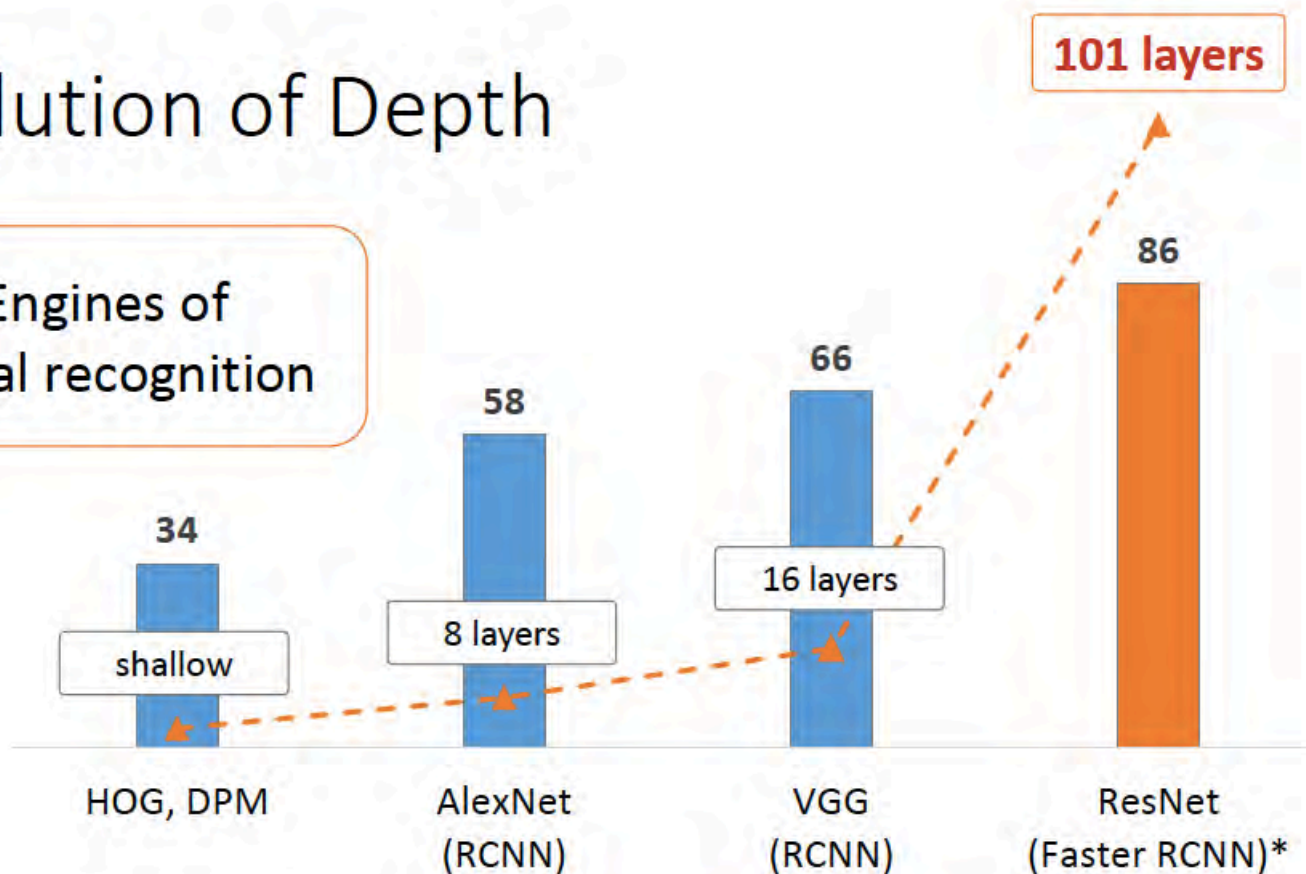 101 layers
lution of Depth
Engines of
al recognition
86
66
58
34
16 layers
8 layers
shallow
HOG, DPM
AlexNet
(RCNN)
VGG
(RCNN)
ResNet
(Faster RCNN)*